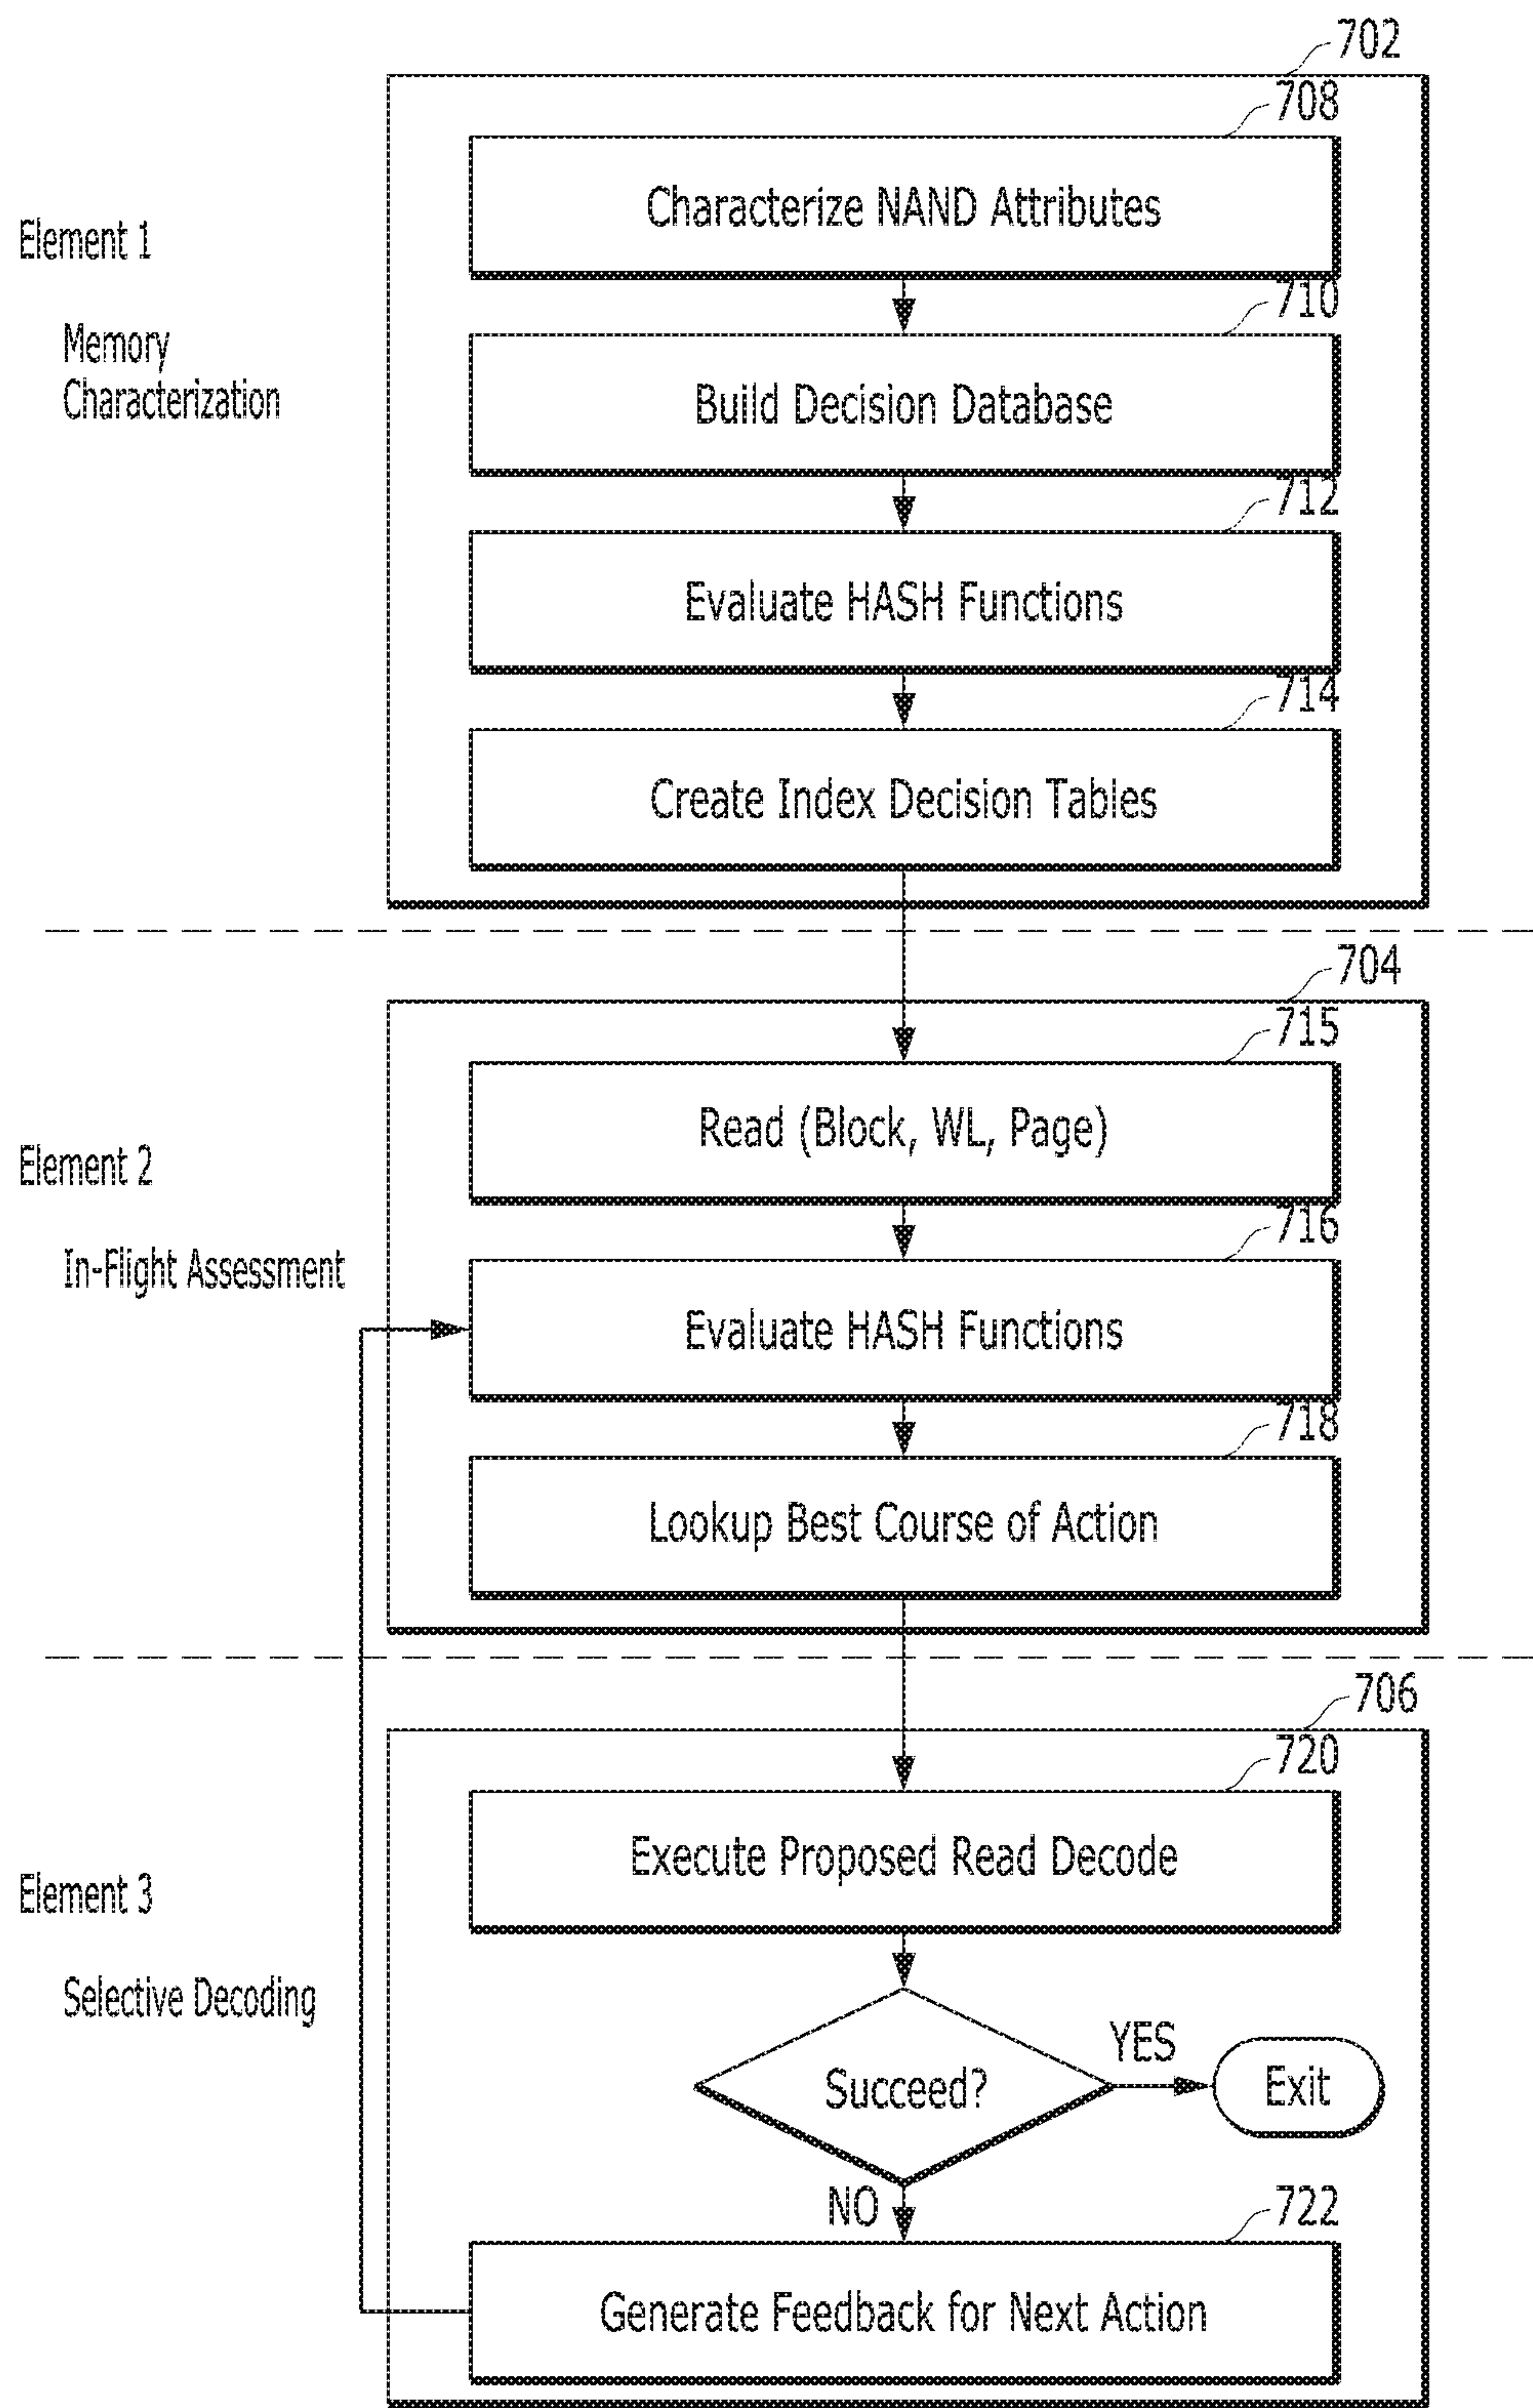 702
708
Characterize NAND Attributes
Element 1
Memory
Characterization
710
Build Decision Database
712
Evaluate HASH Functions
714
Create Index Decision Tables
704
715
Read (Block, WL, Page)
Element 2
In-Flight Assessment
716
Evaluate HASH Functions
718
Lookup Best Course of Action
706
720
Execute Proposed Read Decode
Element 3
Selective Decoding
Succeed?
YES
Exit
NO
722
Generate Feedback for Next Action